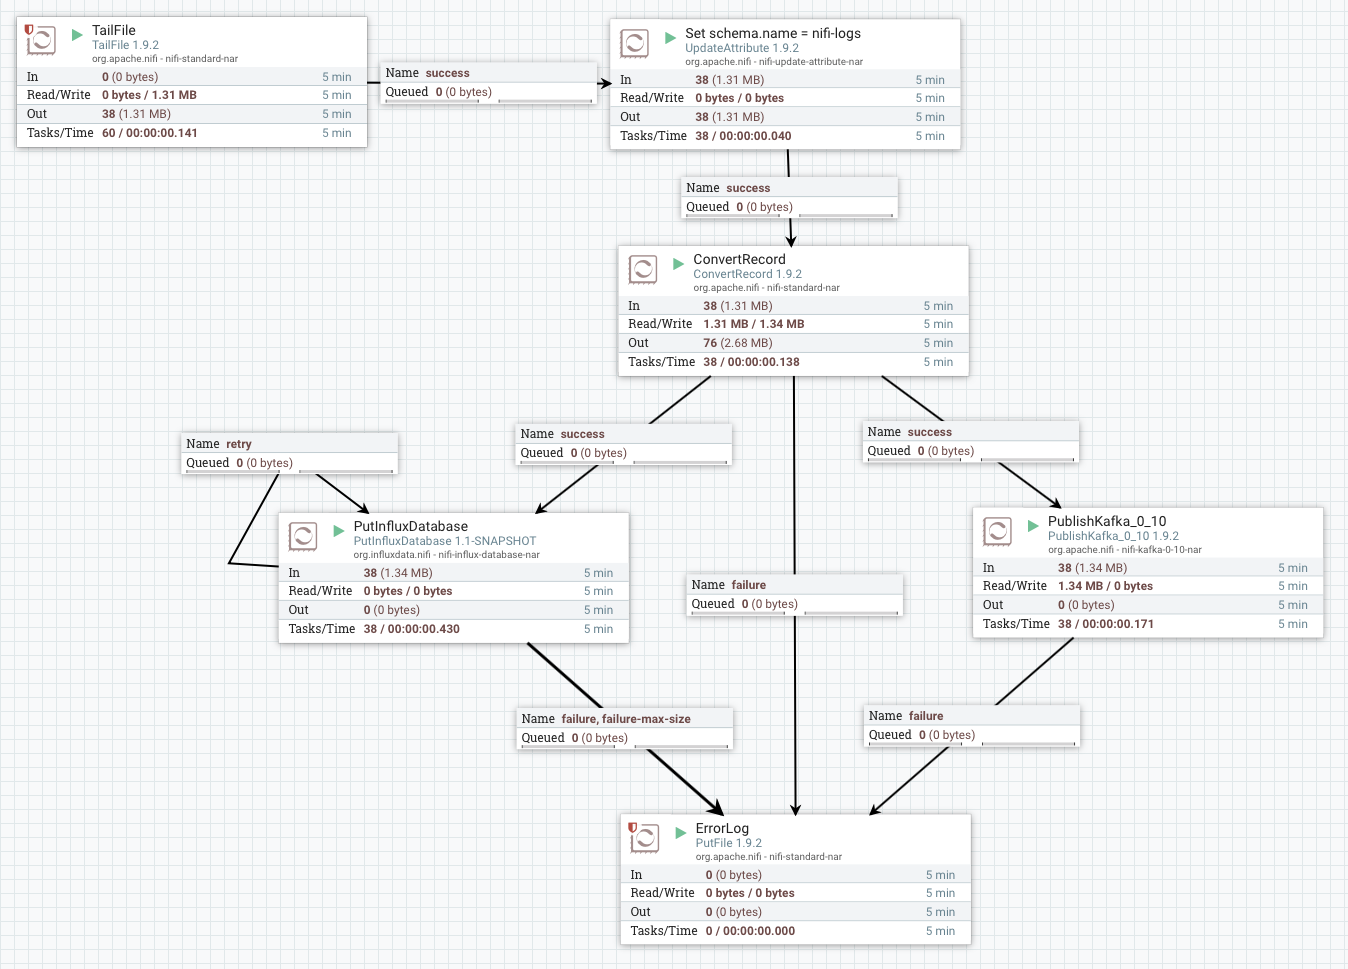 TailFile
TailFile 1.9.2
org.apache.nifi - nifi-standard-nar
In 0 (0 bytes) 5 min
Read/Write 0 bytes / 1.31 MB 5 min
Out 38 (1.31 MB) 5 min
Tasks/Time 60 / 00:00:00.141 5 min
Name success
Queued 0 (0 bytes)
Set schema.name = nifi-logs
UpdateAttribute 1.9.2
org.apache.nifi - nifi-update-attribute-nar
In 38 (1.31 MB) 5 min
Read/Write 0 bytes / 0 bytes 5 min
Out 38 (1.31 MB) 5 min
Tasks/Time 38 / 00:00:00.040 5 min
Name success
Queued 0 (0 bytes)
ConvertRecord
ConvertRecord 1.9.2
org.apache.nifi - nifi-standard-nar
In 38 (1.31 MB) 5 min
Read/Write 1.31 MB / 1.34 MB 5 min
Out 76 (2.68 MB) 5 min
Tasks/Time 38 / 00:00:00.138 5 min
Name retry
Queued 0 (0 bytes)
Name success
Queued 0 (0 bytes)
Name success
Queued 0 (0 bytes)
PutInfluxDatabase
PutInfluxDatabase 1.1-SNAPSHOT
org.influxdata.nifi - nifi-influx-database-nar
In 38 (1.34 MB) 5 min
Read/Write 0 bytes / 0 bytes 5 min
Out 0 (0 bytes) 5 min
Tasks/Time 38 / 00:00:00.430 5 min
Name failure
Queued 0 (0 bytes)
PublishKafka_0_10
PublishKafka_0_10 1.9.2
org.apache.nifi - nifi-kafka-0-10-nar
In 38 (1.34 MB) 5 min
Read/Write 1.34 MB / 0 bytes 5 min
Out 0 (0 bytes) 5 min
Tasks/Time 38 / 00:00:00.171 5 min
Name failure, failure-max-size
Queued 0 (0 bytes)
Name failure
Queued 0 (0 bytes)
ErrorLog
PutFile 1.9.2
org.apache.nifi - nifi-standard-nar
In 0 (0 bytes) 5 min
Read/Write 0 bytes / 0 bytes 5 min
Out 0 (0 bytes) 5 min
Tasks/Time 0 / 00:00:00.000 5 min